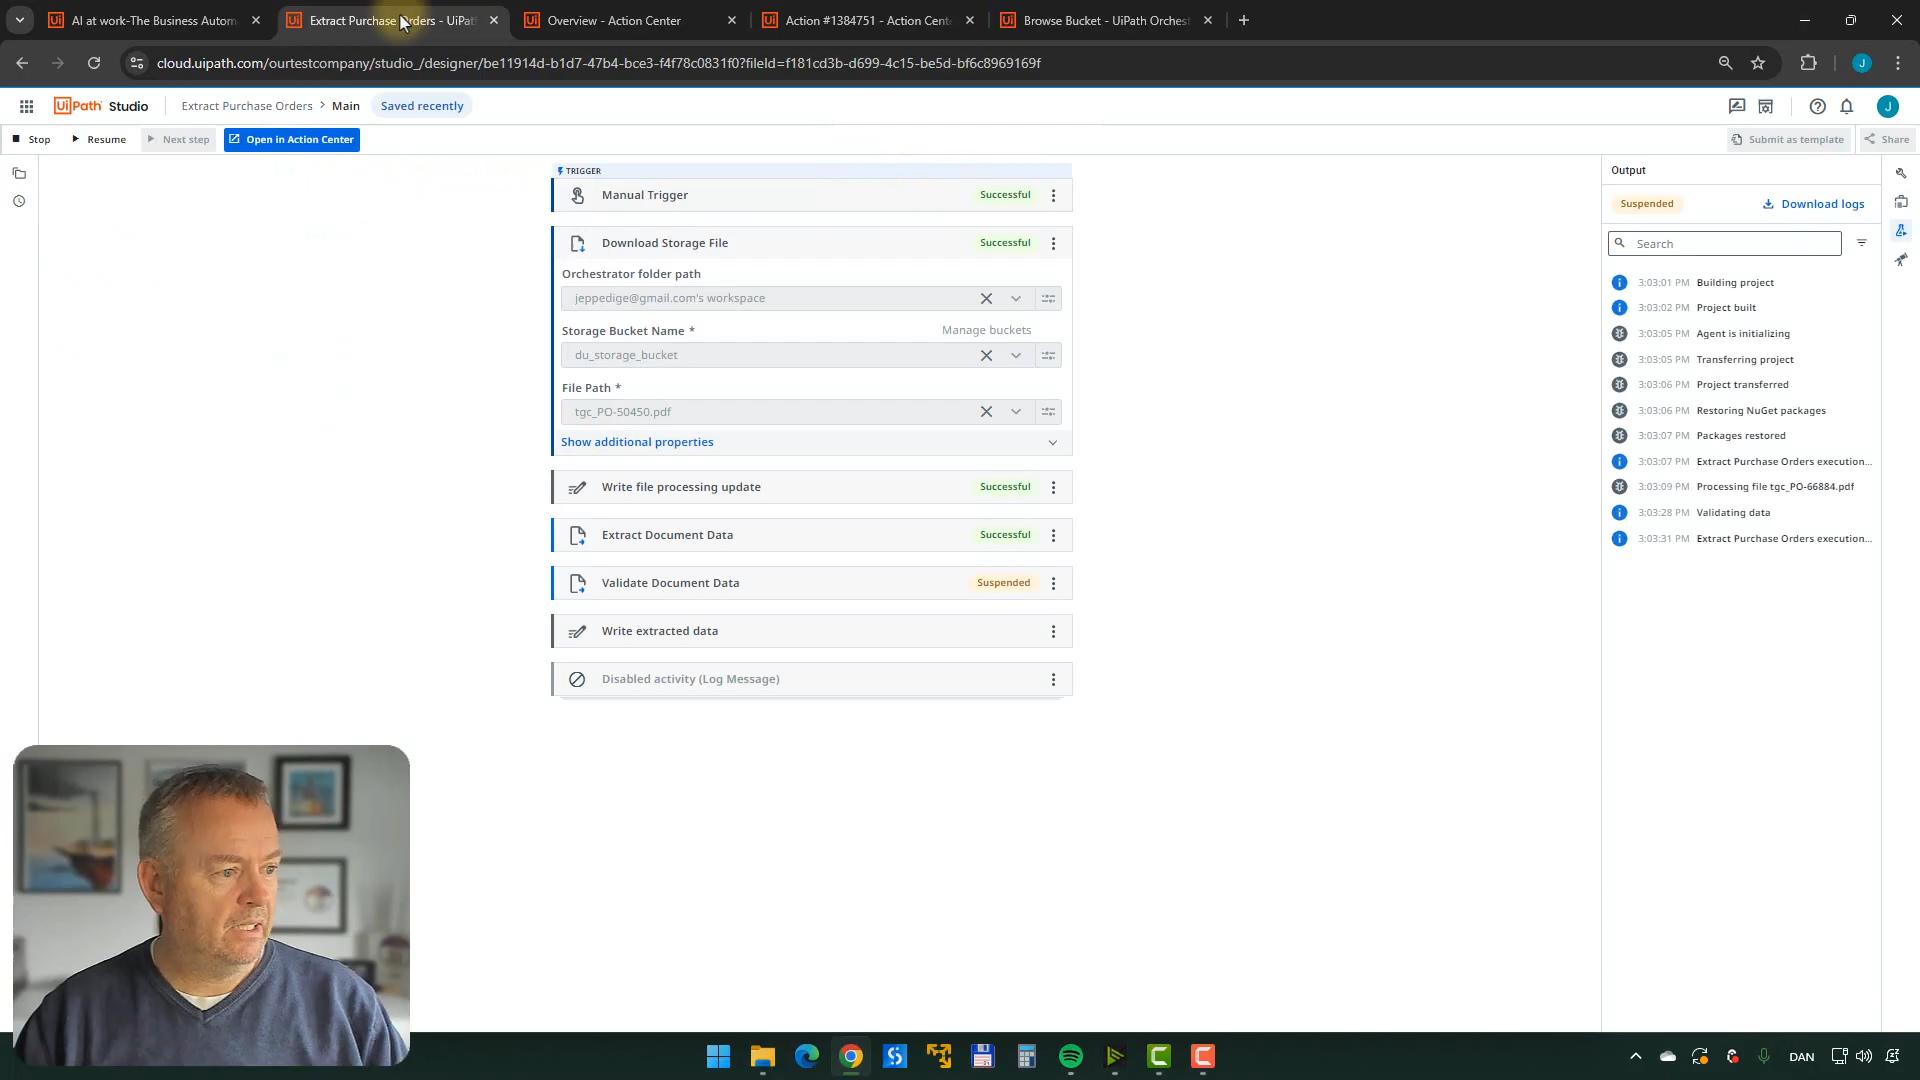 AI at work-The Business Autom
Extract Purchase Orders - UiPat
Overview - Action Center
Action #1384751 - Action Cente
Browse Bucket - UiPath Orchest
cloud.uipath.com/ourtestcompany/studio_/designer/be11914d-b1d7-47b4-bce3-f4f78c0831f0?fileId=f181cd3b-d699-4c15-be5d-bf6c8969169f
J
UiPath Studio
Extract Purchase Orders > Main
Saved recently
J
Stop
Resume
Next step
Open in Action Center
Submit as template
Share
TRIGGER
Manual Trigger
Successful
Download Storage File
Successful
Orchestrator folder path
jeppedige@gmail.com's workspace
Storage Bucket Name *
Manage buckets
du_storage_bucket
File Path *
tgc_PO-50450.pdf
Show additional properties
Write file processing update
Successful
Extract Document Data
Successful
Validate Document Data
Suspended
Write extracted data
Disabled activity (Log Message)
Output
Suspended
Download logs
Search
3:03:01 PM Building project
3:03:02 PM Project built
3:03:05 PM Agent is initializing
3:03:05 PM Transferring project
3:03:06 PM Project transferred
3:03:06 PM Restoring NuGet packages
3:03:07 PM Packages restored
3:03:07 PM Extract Purchase Orders execution...
3:03:09 PM Processing file tgc_PO-66884.pdf
3:03:28 PM Validating data
3:03:31 PM Extract Purchase Orders execution...
DAN